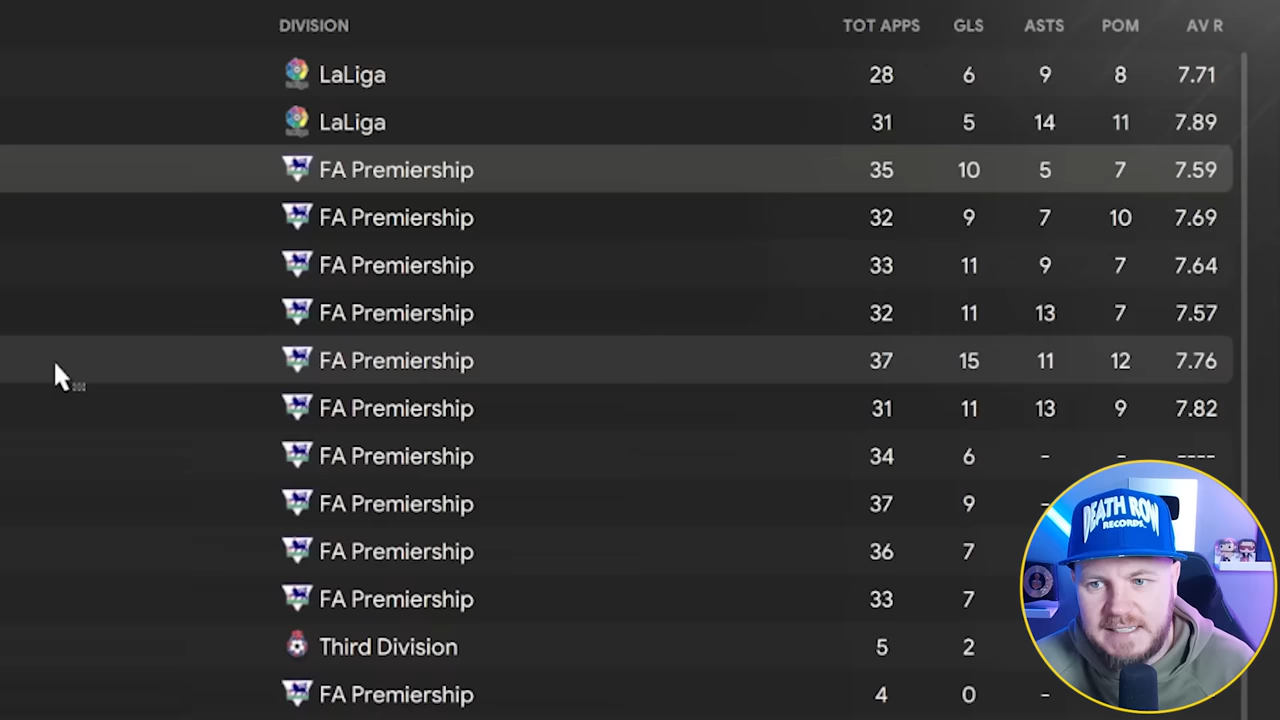 DIVISION TOT APPS GLS ASTS POM AV R
LaLiga 28 6 9 8 7.71
LaLiga 31 5 14 11 7.89
FA Premiership 35 10 5 7 7.59
FA Premiership 32 9 7 10 7.69
FA Premiership 33 11 9 7 7.64
FA Premiership 32 11 13 7 7.57
FA Premiership 37 15 11 12 7.76
FA Premiership 31 11 13 9 7.82
FA Premiership 34 6 - - ----
FA Premiership 37 9 -
FA Premiership 36 7
FA Premiership 33 7
Third Division 5 2
FA Premiership 4 0 -
DEATH ROW
RECORDS